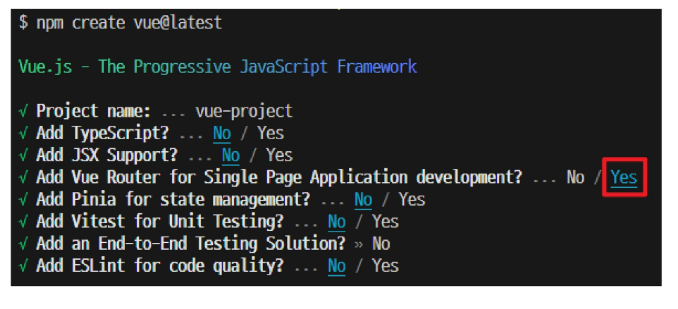 $ npm create vue@latest
Vue.js - The Progressive JavaScript Framework
√ Project name: ... vue-project
√ Add TypeScript? ... No / Yes
√ Add JSX Support? ... No / Yes
√ Add Vue Router for Single Page Application development? ... No / Yes
√ Add Pinia for state management? ... No / Yes
√ Add Vitest for Unit Testing? ... No / Yes
√ Add an End-to-End Testing Solution? » No
√ Add ESLint for code quality? ... No / Yes